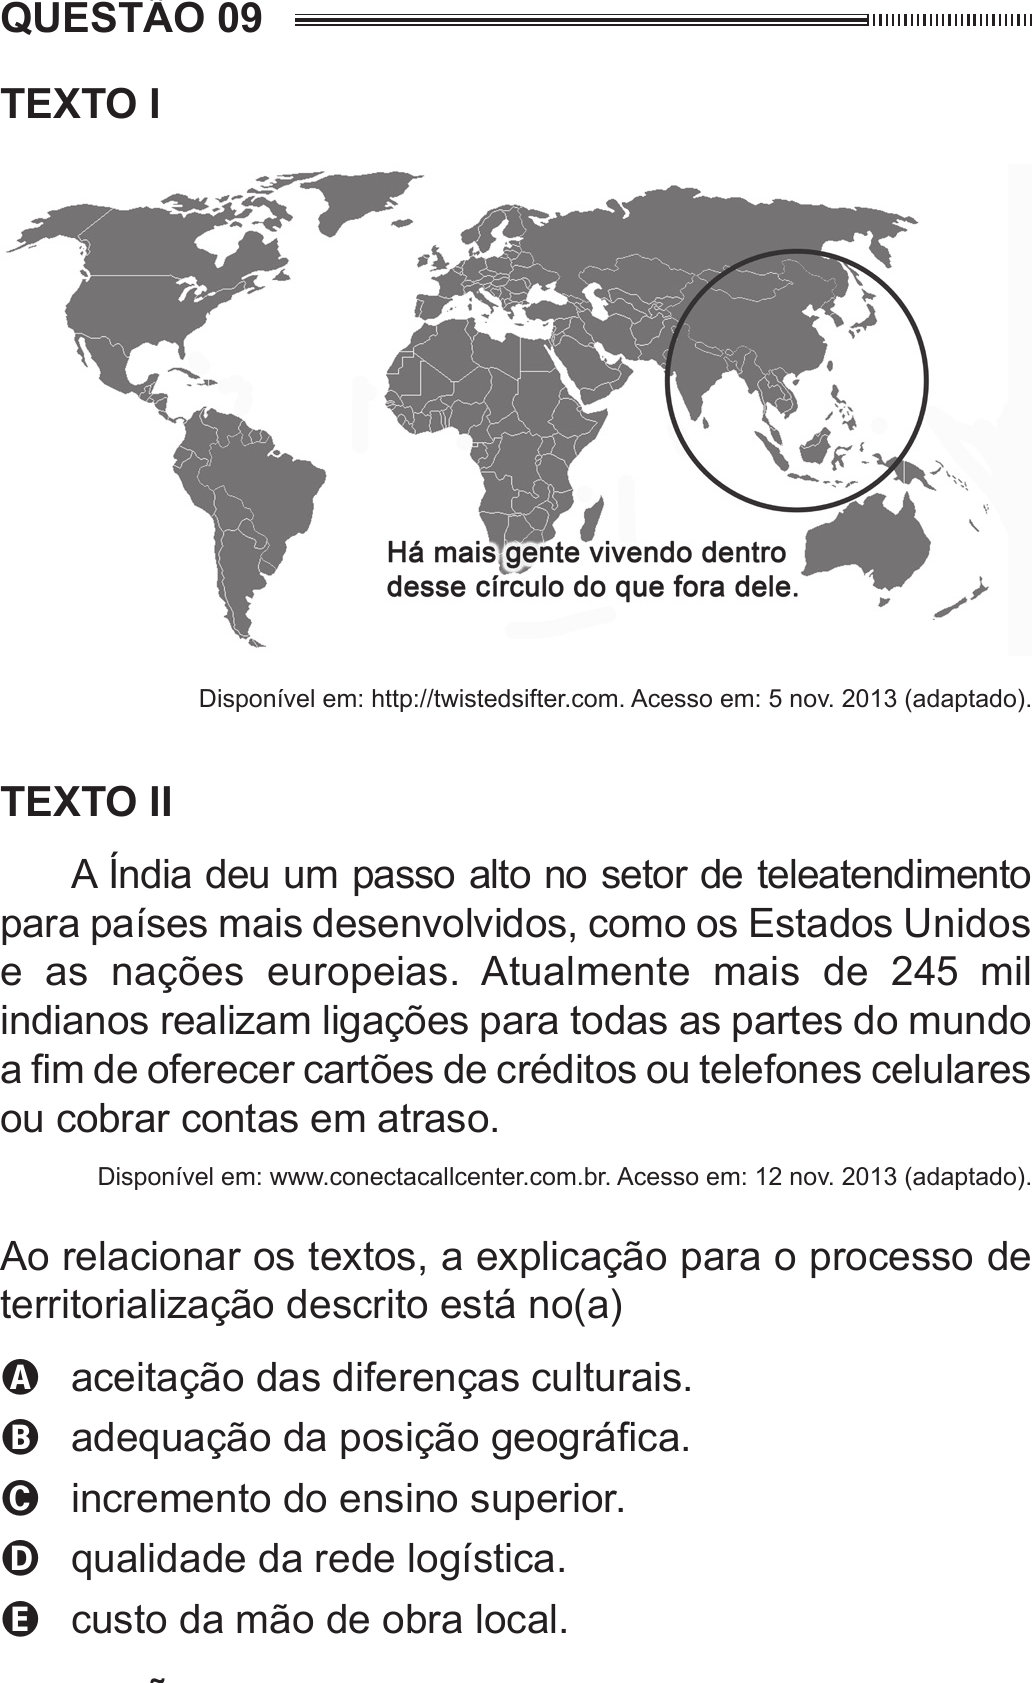 QUESTÃO 09
TEXTO I
Há mais gente vivendo dentro
desse círculo do que fora dele.
Disponível em: http://twistedsifter.com. Acesso em: 5 nov. 2013 (adaptado).
TEXTO II
A Índia deu um passo alto no setor de teleatendimento
para países mais desenvolvidos, como os Estados Unidos
e as nações europeias. Atualmente mais de 245 mil
indianos realizam ligações para todas as partes do mundo
a fim de oferecer cartões de créditos ou telefones celulares
ou cobrar contas em atraso.
Disponível em: www.conectacallcenter.com.br. Acesso em: 12 nov. 2013 (adaptado).
Ao relacionar os textos, a explicação para o processo de
territorialização descrito está no(a)
A aceitação das diferenças culturais.
B adequação da posição geográfica.
C incremento do ensino superior.
D qualidade da rede logística.
E custo da mão de obra local.